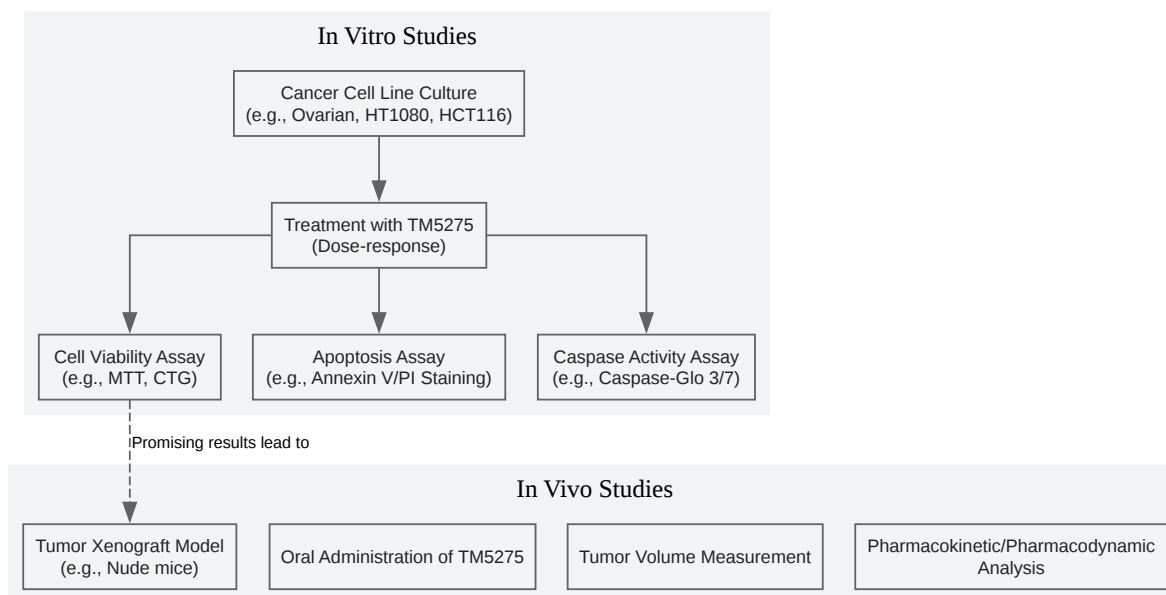 In Vitro Studies
Cancer Cell Line Culture
(e.g., Ovarian, HT1080, HCT116)
Treatment with TM5275
(Dose-response)
Cell Viability Assay
(e.g., MTT, CTG)
Apoptosis Assay
(e.g., Annexin V/PI Staining)
Caspase Activity Assay
(e.g., Caspase-Glo 3/7)
Promising results lead to
In Vivo Studies
Tumor Xenograft Model
(e.g., Nude mice)
Oral Administration of TM5275
Tumor Volume Measurement
Pharmacokinetic/Pharmacodynamic
Analysis